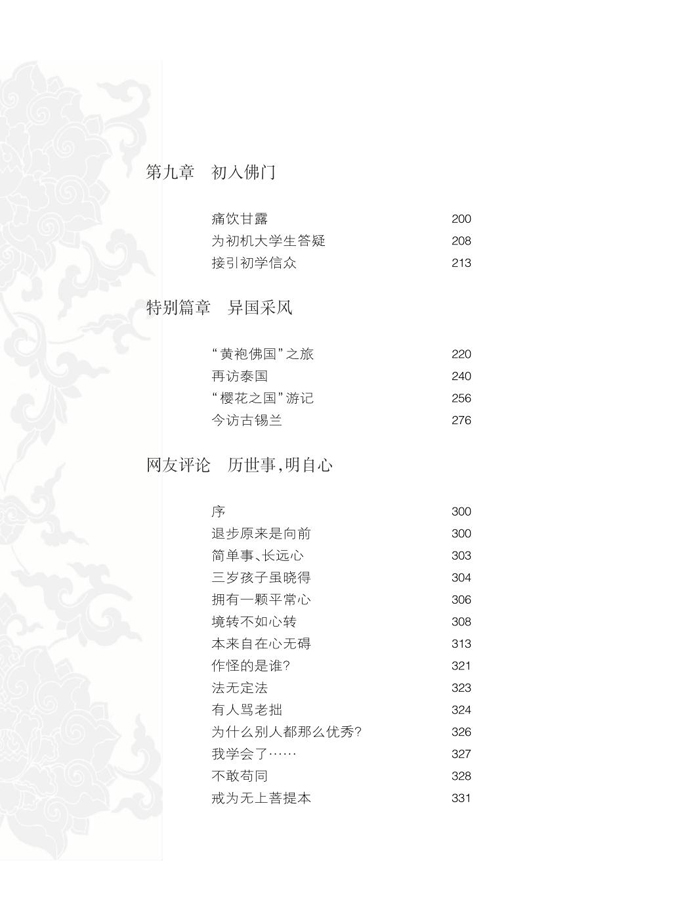 第九章　初入佛门
痛饮甘露 200
为初机大学生答疑 208
接引初学信众 213
特别篇章　异国采风
“黄袍佛国”之旅 220
再访泰国 240
“樱花之国”游记 256
今访古锡兰 276
网友评论　历世事，明自心
序 300
退步原来是向前 300
简单事、长远心 303
三岁孩子虽晓得 304
拥有一颗平常心 306
境转不如心转 308
本来自在心无碍 313
作怪的是谁？ 321
法无定法 323
有人骂老拙 324
为什么别人都那么优秀？ 326
我学会了…… 327
不敢苟同 328
戒为无上菩提本 331